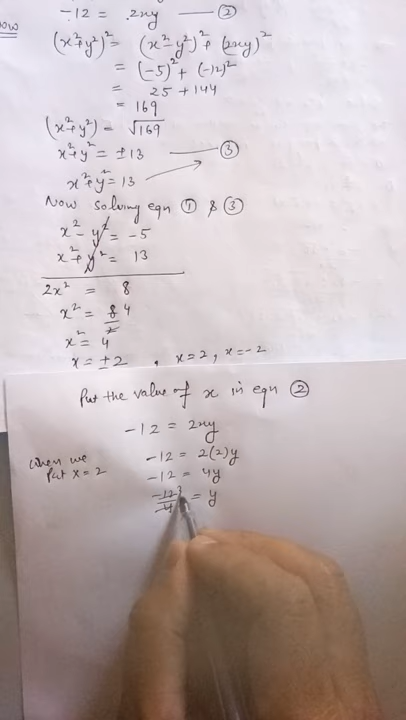 Now
-12 = 2xy —— ②
(x²+y²)² = (x²-y²)² + (2xy)²
= (-5)² + (-12)²
= 25 + 144
= 169
(x²+y²) = √169
x²+y² = ±13 —— ③
x²+y² = 13
Now solving eqn ① & ③
x² - y² = -5
x² + y² = 13
2x² = 8
x² = 8/2 4
x² = 4
x = ±2 , x=2, x=-2
Put the value of x in eqn ②
-12 = 2xy
When we
Put x = 2
-12 = 2(2)y
-12 = 4y
-12/4 3 = y